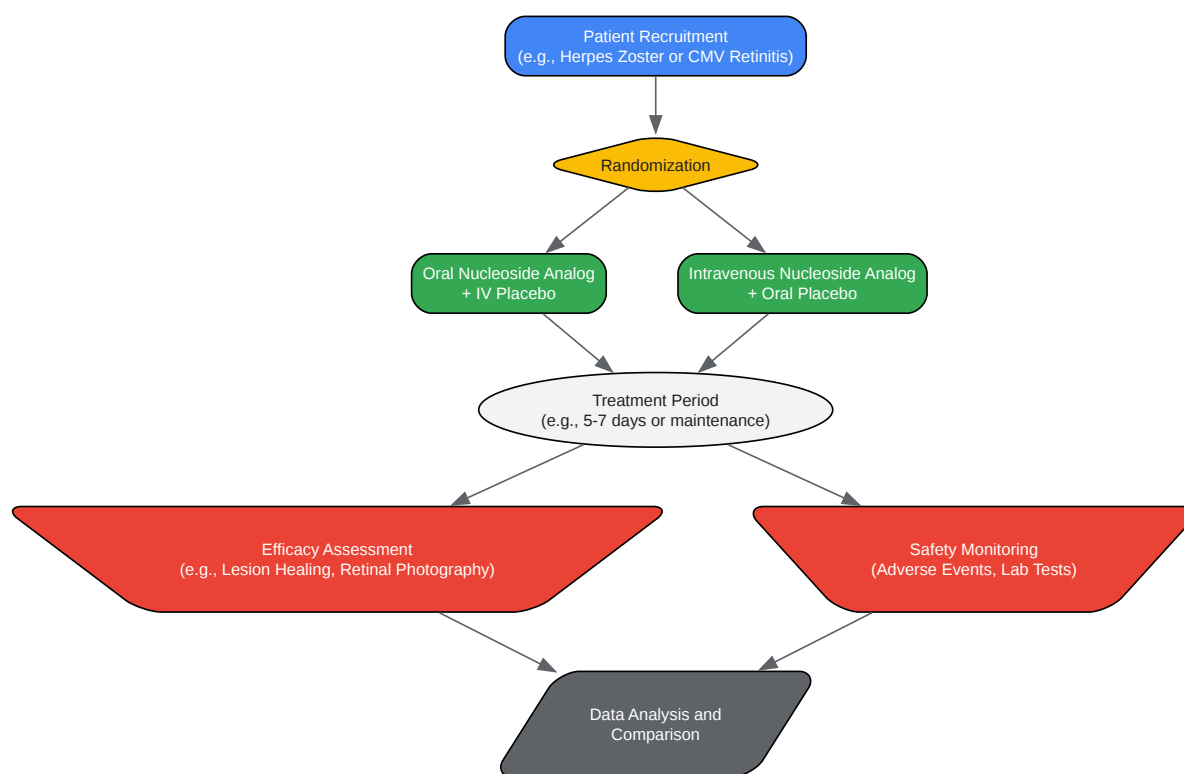 Patient Recruitment
(e.g., Herpes Zoster or CMV Retinitis)
Randomization
Oral Nucleoside Analog
+ IV Placebo
Intravenous Nucleoside Analog
+ Oral Placebo
Treatment Period
(e.g., 5-7 days or maintenance)
Efficacy Assessment
(e.g., Lesion Healing, Retinal Photography)
Safety Monitoring
(Adverse Events, Lab Tests)
Data Analysis and
Comparison